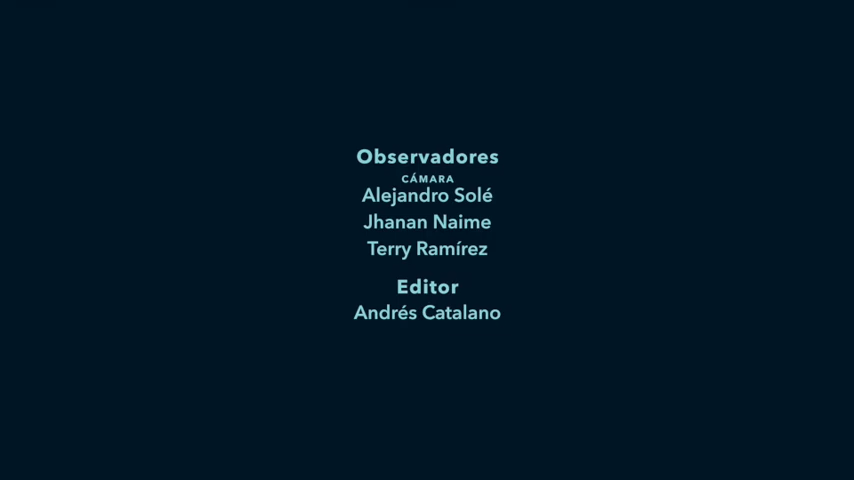 Observadores
CÁMARA
Alejandro Solé
Jhanan Naime
Terry Ramírez
Editor
Andrés Catalano